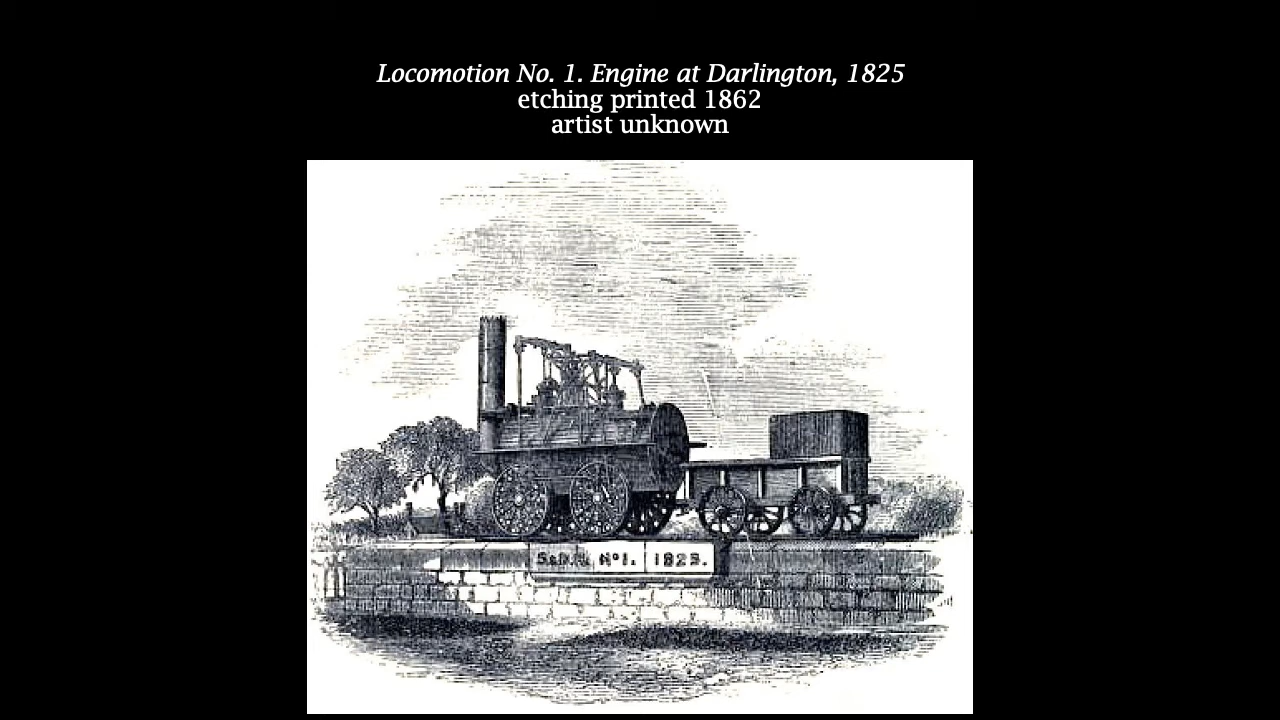 Locomotion No. 1. Engine at Darlington, 1825
etching printed 1862
artist unknown
No1. 1825.